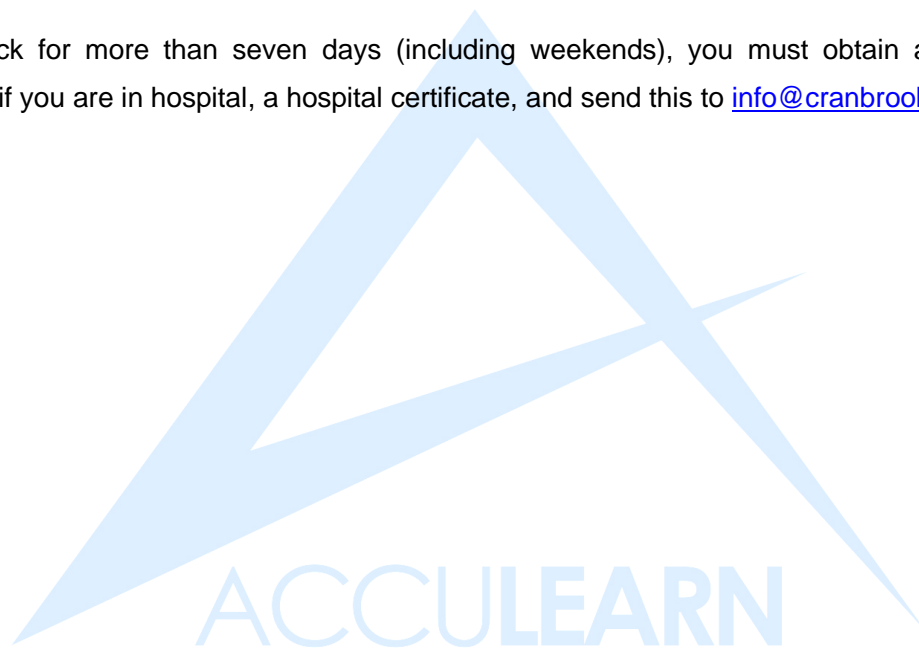 ck for more than seven days (including weekends), you must obtain a
if you are in hospital, a hospital certificate, and send this to info@cranbrook
ACCULEARN